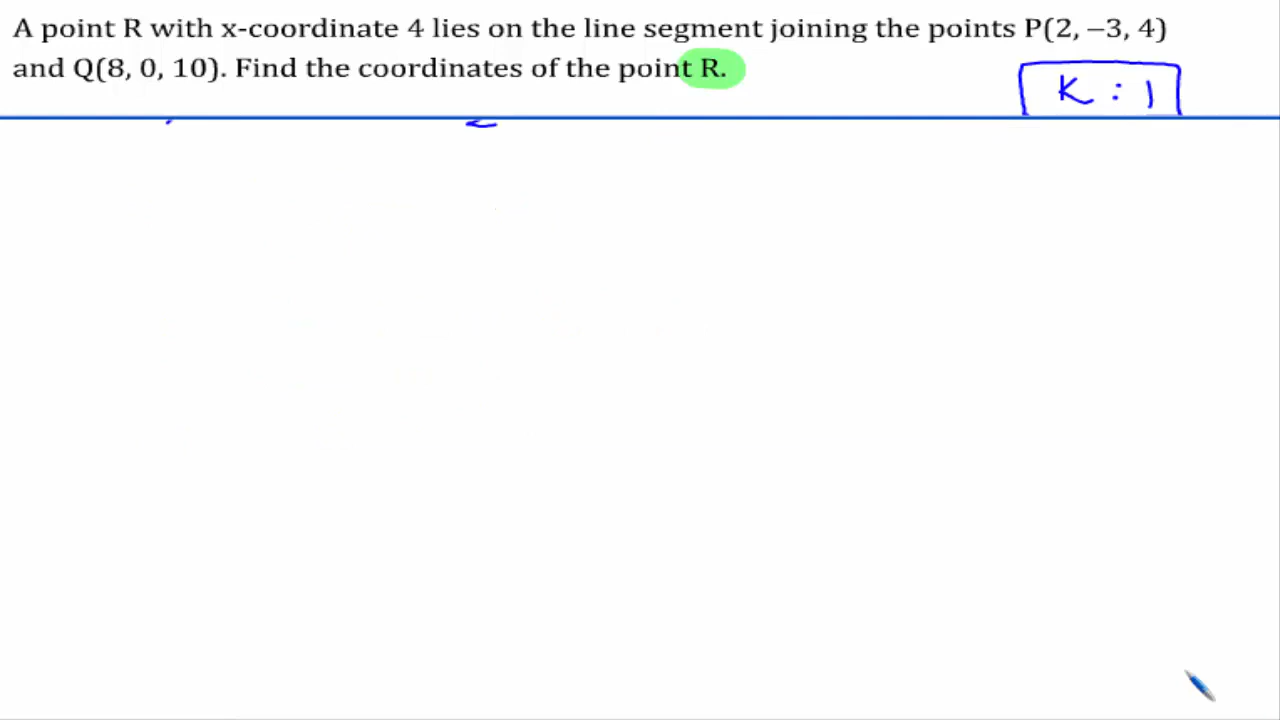 A point R with x-coordinate 4 lies on the line segment joining the points P(2, −3, 4)
and Q(8, 0, 10). Find the coordinates of the point R.
K : 1